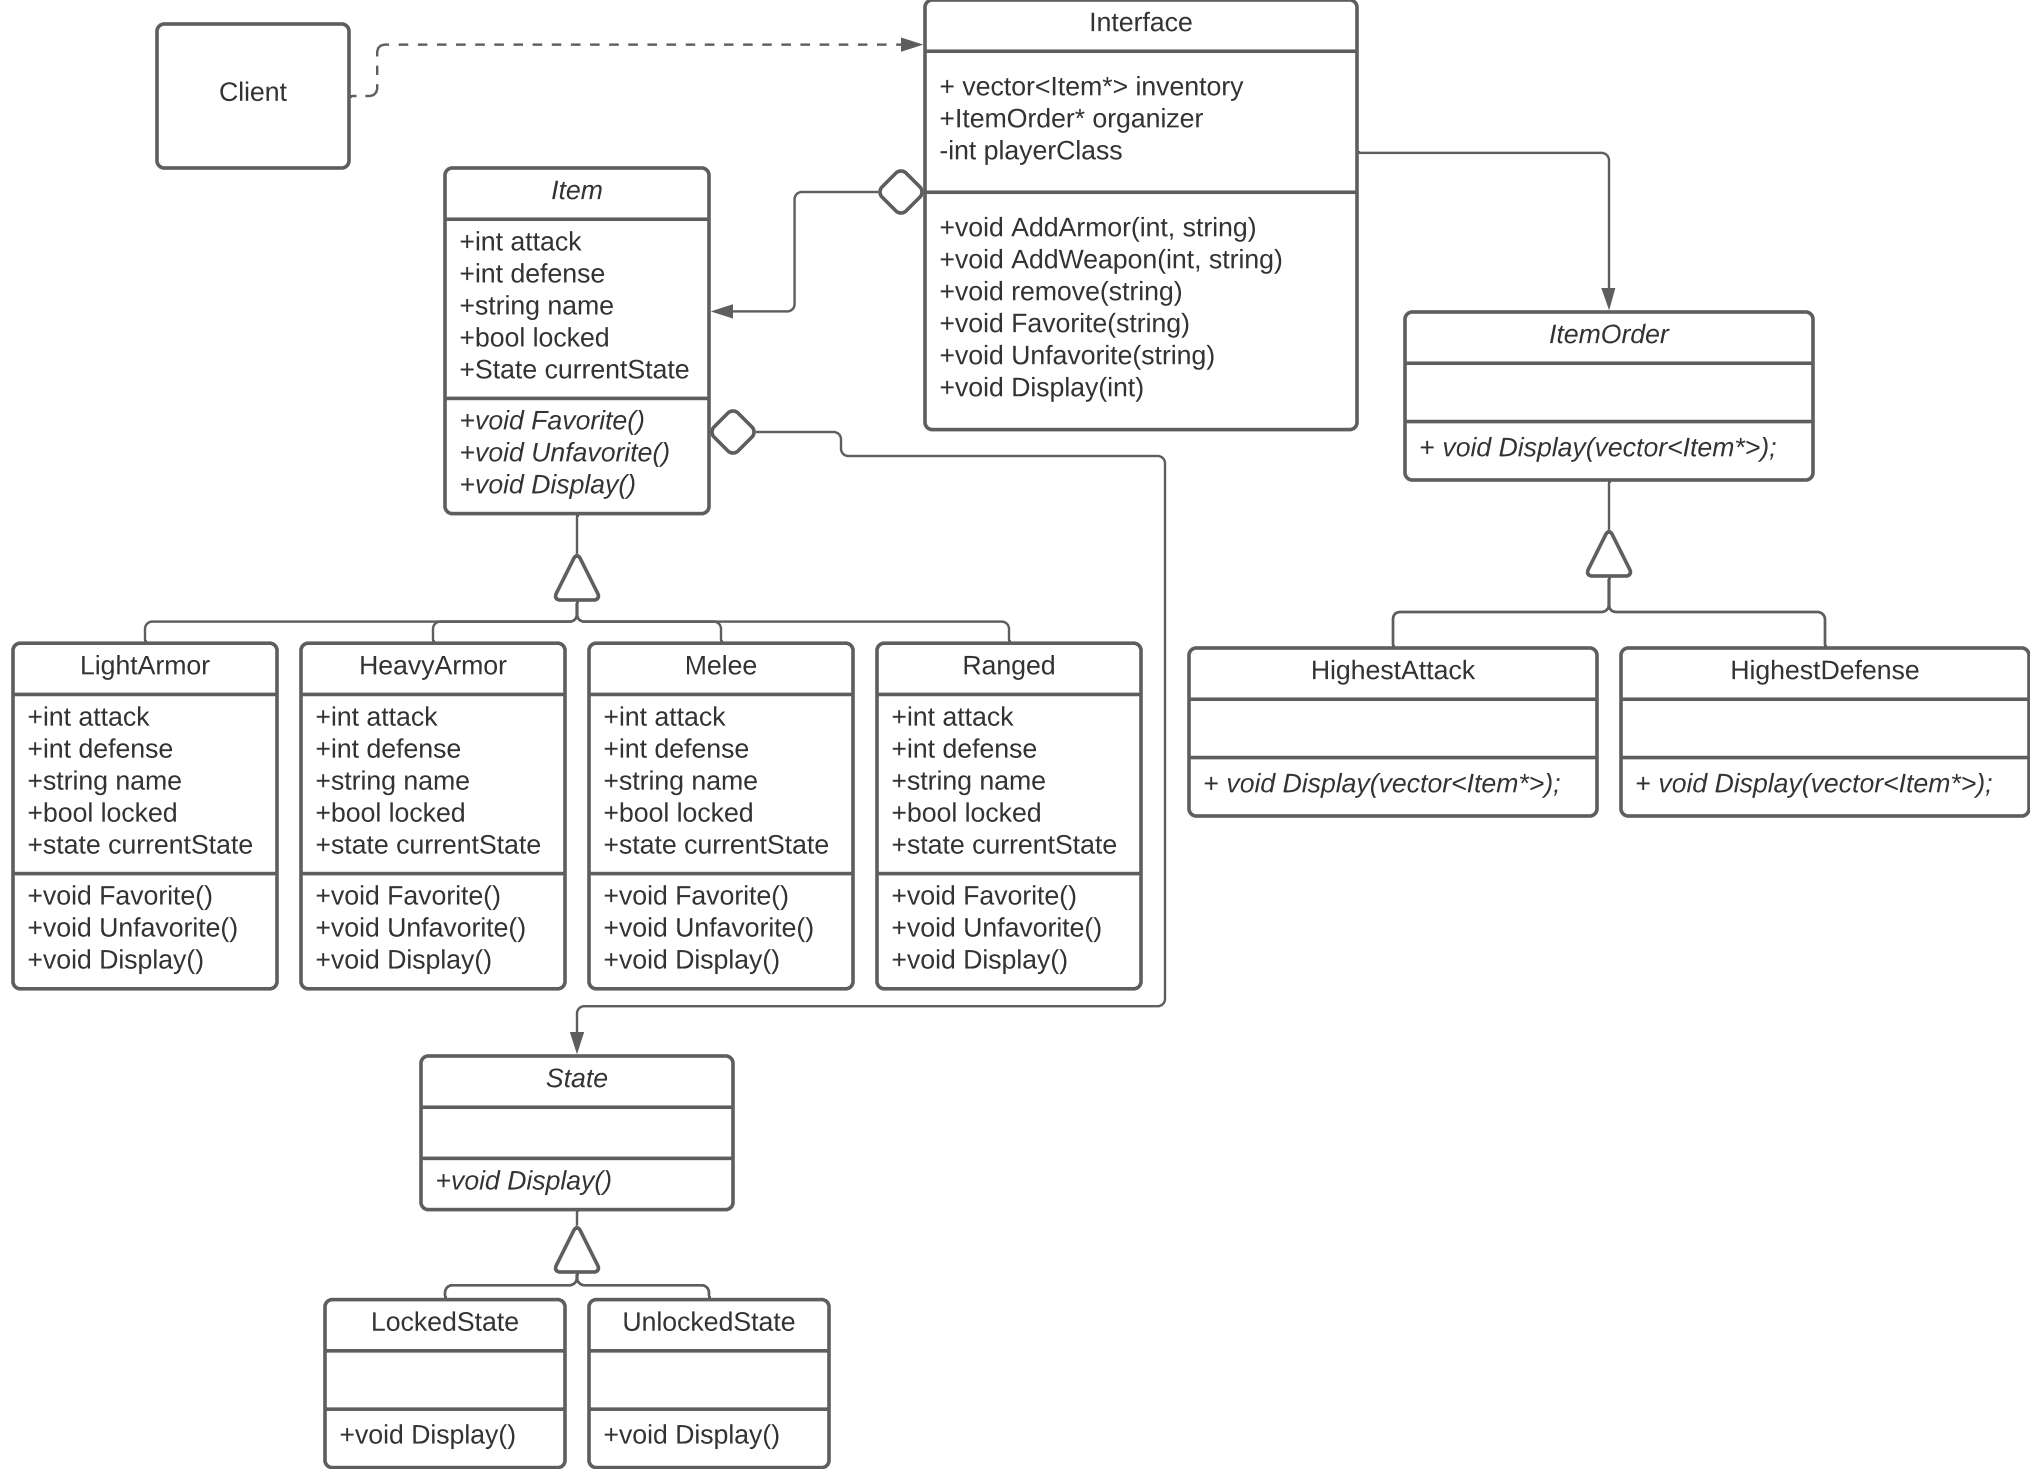 Client
Interface
+ vector<Item*> inventory
+ItemOrder* organizer
-int playerClass
+void AddArmor(int, string)
+void AddWeapon(int, string)
+void remove(string)
+void Favorite(string)
+void Unfavorite(string)
+void Display(int)
Item
+int attack
+int defense
+string name
+bool locked
+State currentState
+void Favorite()
+void Unfavorite()
+void Display()
ItemOrder
+ void Display(vector<Item*>);
LightArmor
+int attack
+int defense
+string name
+bool locked
+state currentState
+void Favorite()
+void Unfavorite()
+void Display()
HeavyArmor
+int attack
+int defense
+string name
+bool locked
+state currentState
+void Favorite()
+void Unfavorite()
+void Display()
Melee
+int attack
+int defense
+string name
+bool locked
+state currentState
+void Favorite()
+void Unfavorite()
+void Display()
Ranged
+int attack
+int defense
+string name
+bool locked
+state currentState
+void Favorite()
+void Unfavorite()
+void Display()
HighestAttack
+ void Display(vector<Item*>);
HighestDefense
+ void Display(vector<Item*>);
State
+void Display()
LockedState
+void Display()
UnlockedState
+void Display()